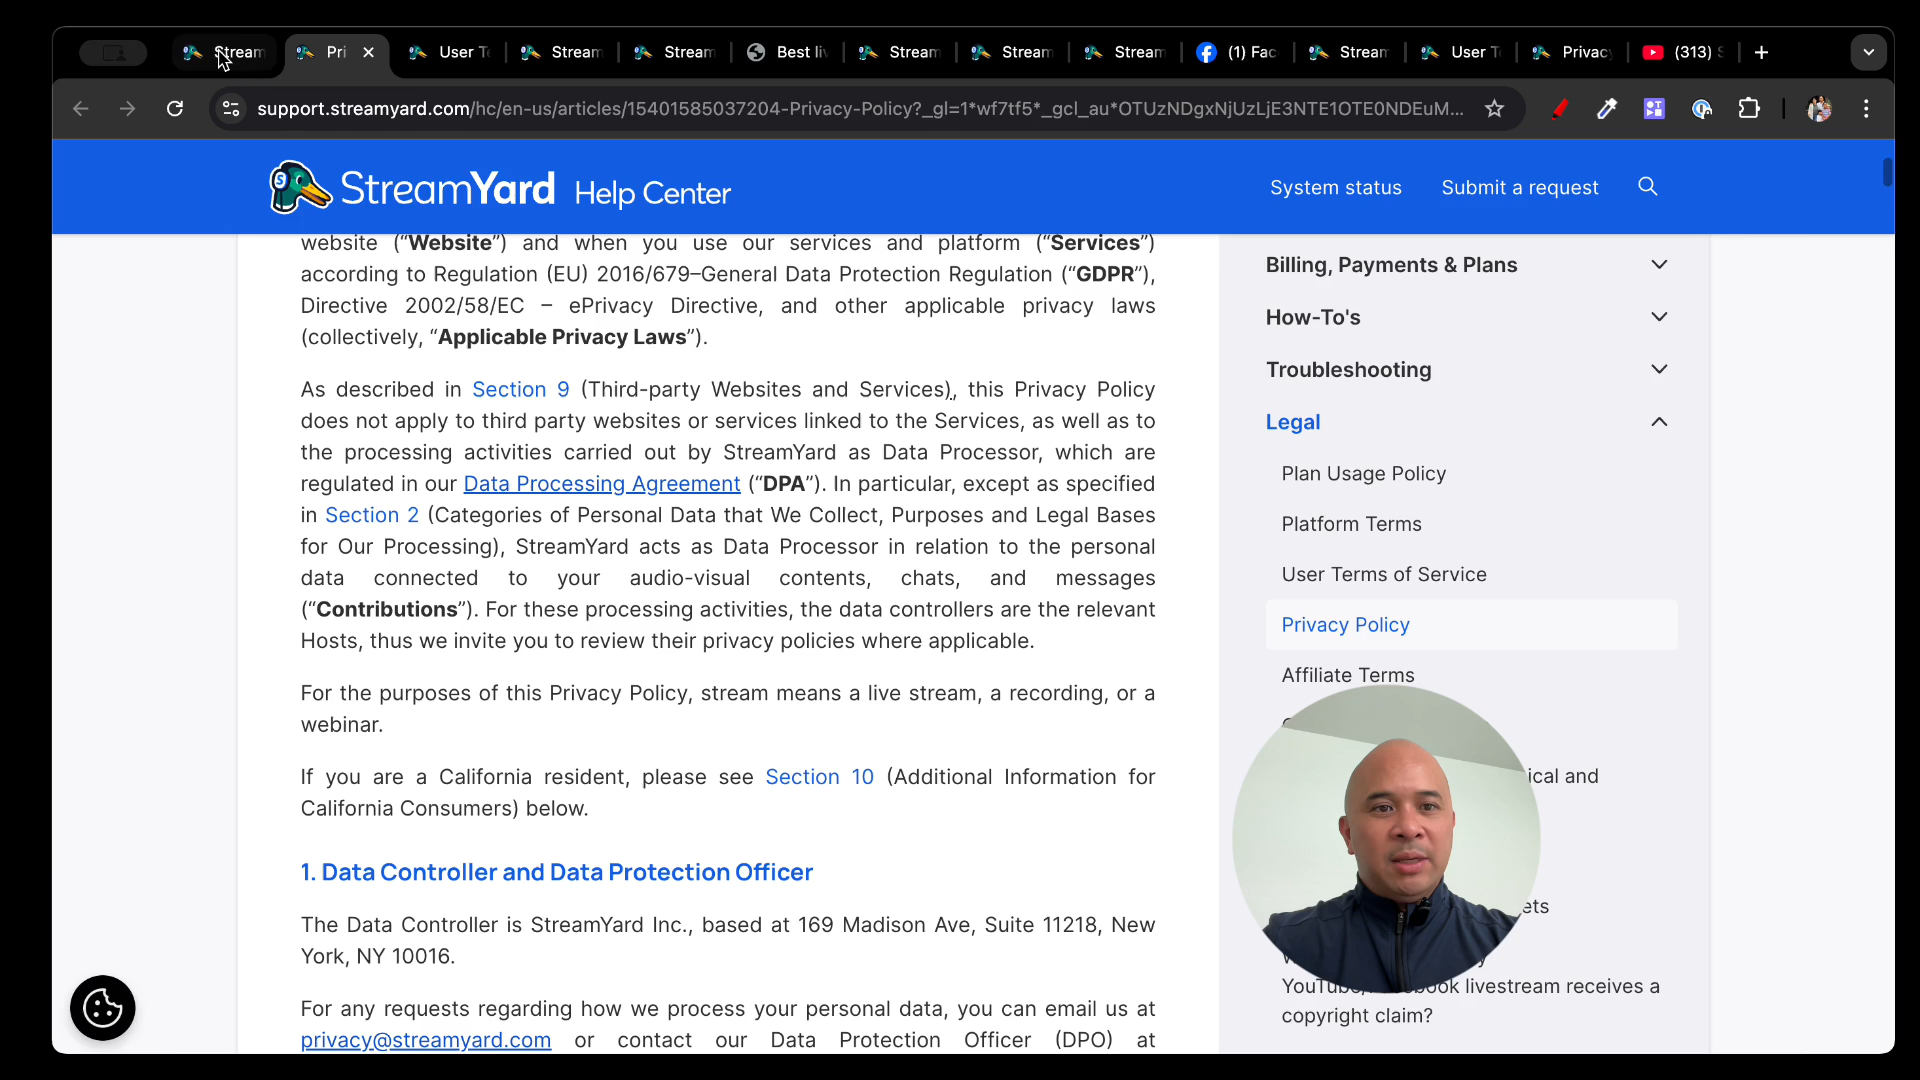 Stream
Pri
User Te
Stream
Stream
Best liv
Stream
Stream
Stream
(1) Fac
Stream
User Te
Privacy
(313) S
support.streamyard.com/hc/en-us/articles/15401585037204-Privacy-Policy?_gl=1*wf7tf5*_gcl_au*OTUzNDgxNjUzLjE3NTE1OTE0NDEuM...
StreamYard Help Center
System status
Submit a request
website (“Website”) and when you use our services and platform (“Services”)
according to Regulation (EU) 2016/679–General Data Protection Regulation (“GDPR”),
Directive 2002/58/EC – ePrivacy Directive, and other applicable privacy laws
(collectively, “Applicable Privacy Laws”).
As described in Section 9 (Third-party Websites and Services), this Privacy Policy
does not apply to third party websites or services linked to the Services, as well as to
the processing activities carried out by StreamYard as Data Processor, which are
regulated in our Data Processing Agreement (“DPA”). In particular, except as specified
in Section 2 (Categories of Personal Data that We Collect, Purposes and Legal Bases
for Our Processing), StreamYard acts as Data Processor in relation to the personal
data connected to your audio-visual contents, chats, and messages
(“Contributions”). For these processing activities, the data controllers are the relevant
Hosts, thus we invite you to review their privacy policies where applicable.
For the purposes of this Privacy Policy, stream means a live stream, a recording, or a
webinar.
If you are a California resident, please see Section 10 (Additional Information for
California Consumers) below.
1. Data Controller and Data Protection Officer
The Data Controller is StreamYard Inc., based at 169 Madison Ave, Suite 11218, New
York, NY 10016.
For any requests regarding how we process your personal data, you can email us at
privacy@streamyard.com or contact our Data Protection Officer (DPO) at
Billing, Payments & Plans
How-To's
Troubleshooting
Legal
Plan Usage Policy
Platform Terms
User Terms of Service
Privacy Policy
Affiliate Terms
ical and
ets
YouTube/Facebook livestream receives a
copyright claim?